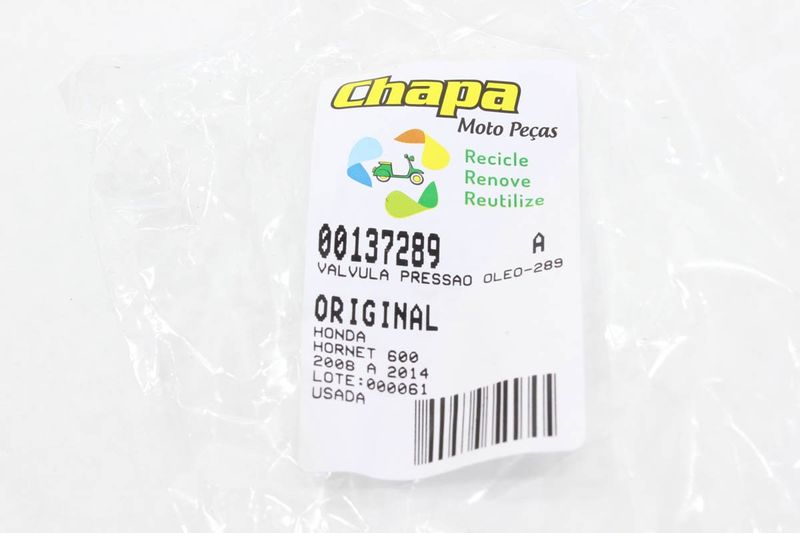 Chapa
Moto Peças
Recicle
Renove
Reutilize
00137289 A
VALVULA PRESSAO OLEO-289
ORIGINAL
HONDA
HORNET 600
2008 A 2014
LOTE:000061
USADA